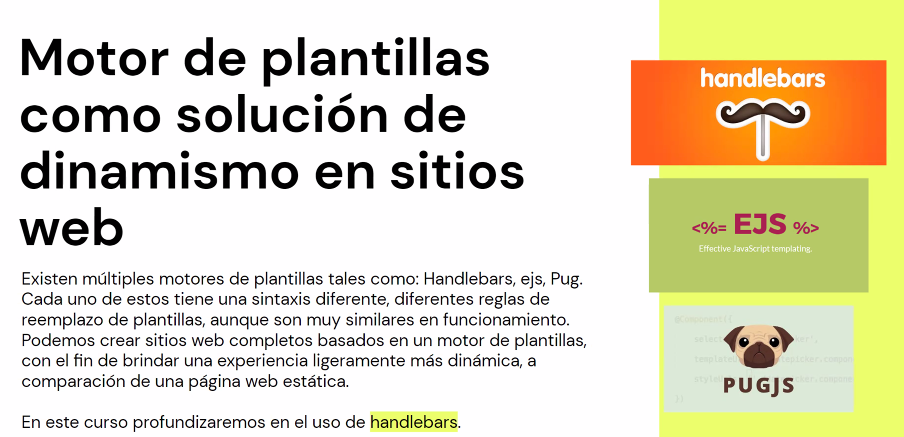 Motor de plantillas
como solución de
dinamismo en sitios
web
Existen múltiples motores de plantillas tales como: Handlebars, ejs, Pug.
Cada uno de estos tiene una sintaxis diferente, diferentes reglas de
reemplazo de plantillas, aunque son muy similares en funcionamiento.
Podemos crear sitios web completos basados en un motor de plantillas,
con el fin de brindar una experiencia ligeramente más dinámica, a
comparación de una página web estática.
En este curso profundizaremos en el uso de handlebars.
handlebars
<%= EJS %>
Effective JavaScript templating.
@Component({
PUGJS
})